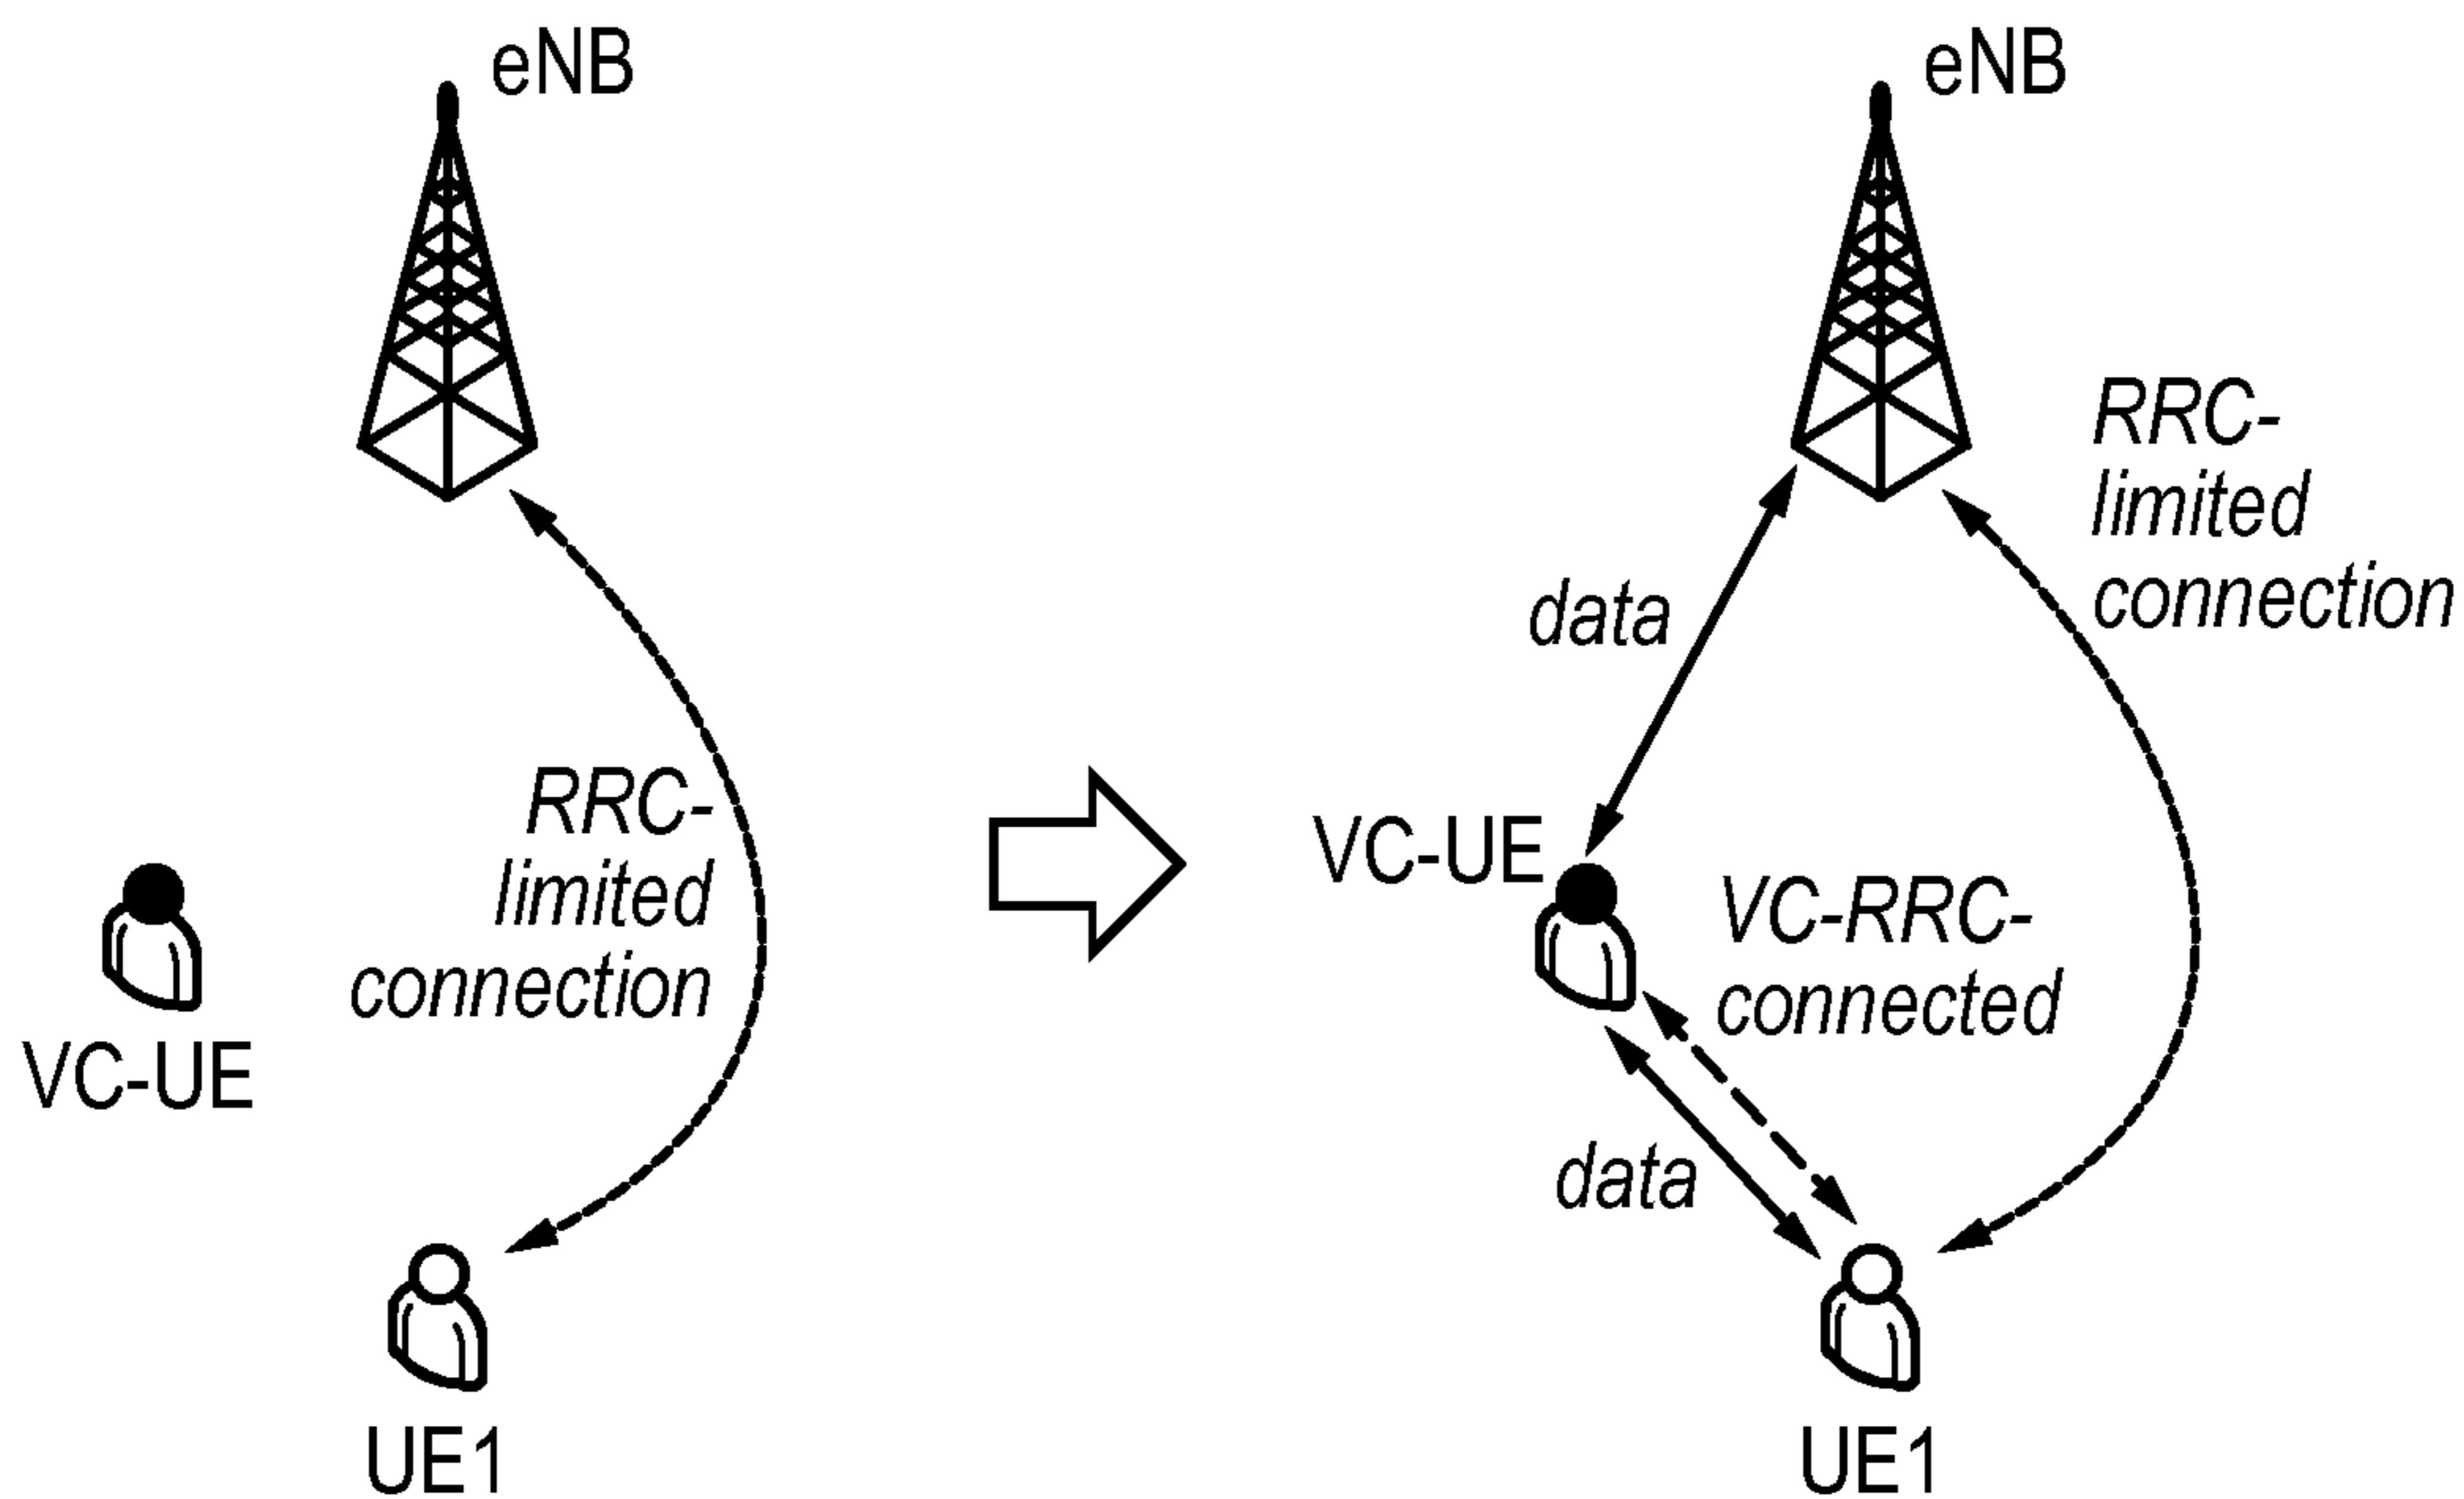 eNB
RRC-
limited
connection
VC-UE
UE1
eNB
RRC-
limited
connection
data
VC-UE
VC-RRC-
connected
data
UE1